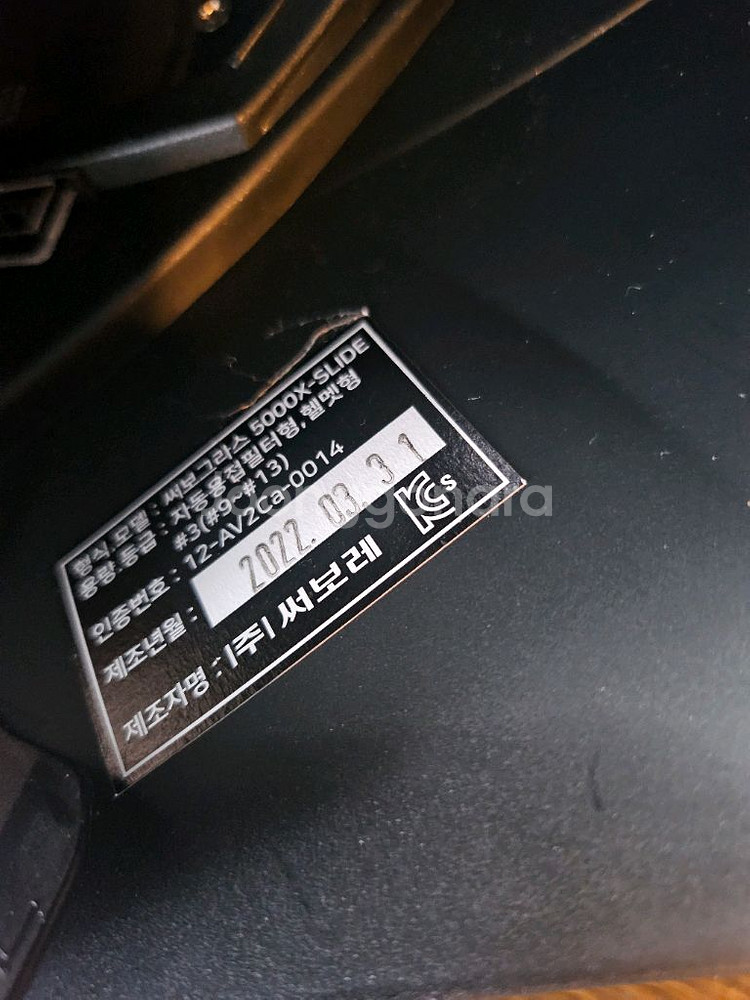 형식.모델 : 써보그라스 5000X-SLIDE
용량.등급 : 자동용접필터형,헬멧형
#3(#9~#13)
인증번호 : 12-AV2Ca-0014
제조년월 : 2022. 03. 31
제조자명 : (주) 써보레
KCs